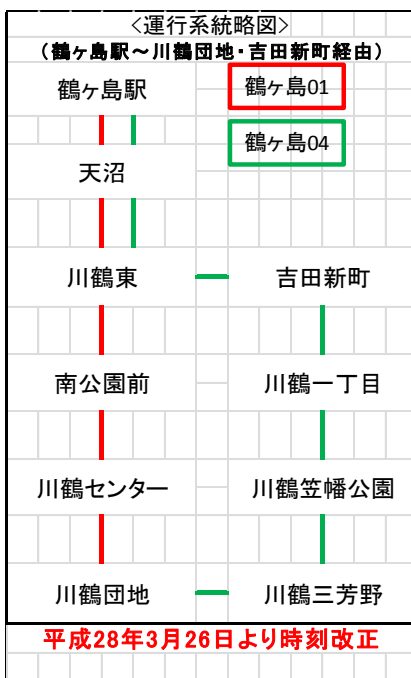 <運行系統略図>
(鶴ヶ島駅～川鶴団地・吉田新町経由)
鶴ヶ島駅 鶴ヶ島01
鶴ヶ島04
天沼
川鶴東 吉田新町
南公園前 川鶴一丁目
川鶴センター 川鶴笠幡公園
川鶴団地 川鶴三芳野
平成28年3月26日より時刻改正